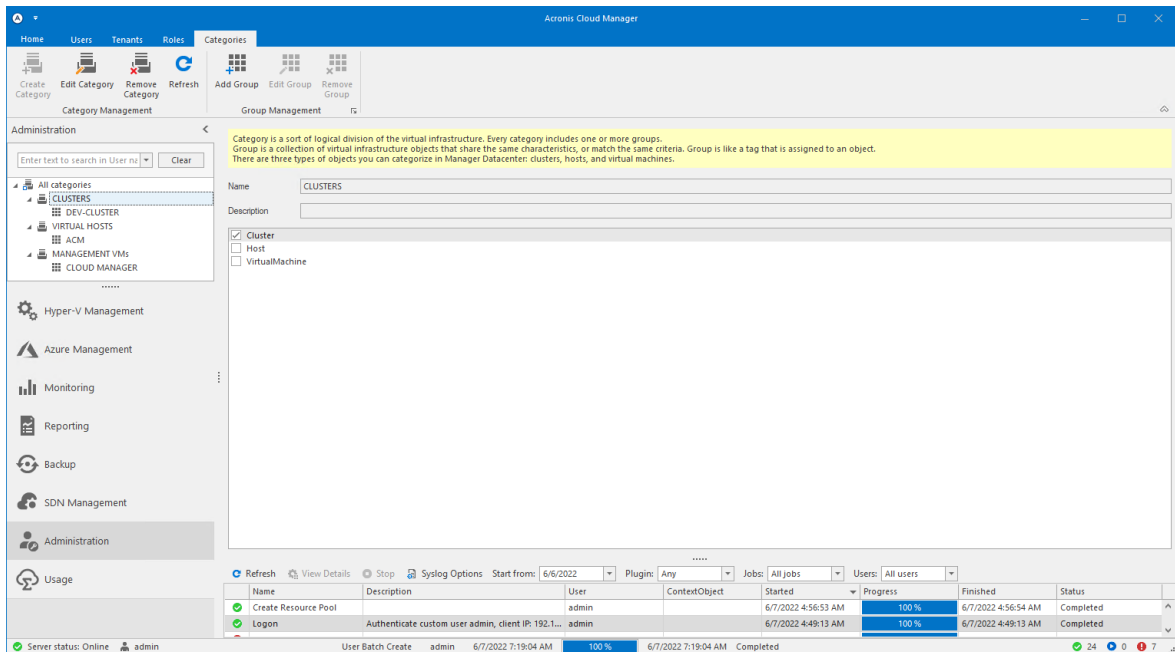 Acronis Cloud Manager
Home Users Tenants Roles Categories
Create Category Edit Category Remove Category Refresh Add Group Edit Group Remove Group
Category Management Group Management
Administration
Enter text to search in User na Clear
All categories
CLUSTERS
DEV-CLUSTER
VIRTUAL HOSTS
ACM
MANAGEMENT VMs
CLOUD MANAGER
Hyper-V Management
Azure Management
Monitoring
Reporting
Backup
SDN Management
Administration
Usage
Category is a sort of logical division of the virtual infrastructure. Every category includes one or more groups.
Group is a collection of virtual infrastructure objects that share the same characteristics, or match the same criteria. Group is like a tag that is assigned to an object.
There are three types of objects you can categorize in Manager Datacenter: clusters, hosts, and virtual machines.
Name CLUSTERS
Description
Cluster
Host
VirtualMachine
Refresh View Details Stop Syslog Options Start from: 6/6/2022 Plugin: Any Jobs: All jobs Users: All users
Name Description User ContextObject Started Progress Finished Status
Create Resource Pool admin 6/7/2022 4:56:53 AM 100 % 6/7/2022 4:56:54 AM Completed
Logon Authenticate custom user admin, client IP: 192.1... admin 6/7/2022 4:49:13 AM 100 % 6/7/2022 4:49:13 AM Completed
Server status: Online admin User Batch Create admin 6/7/2022 7:19:04 AM 100 % 6/7/2022 7:19:04 AM Completed 24 0 7